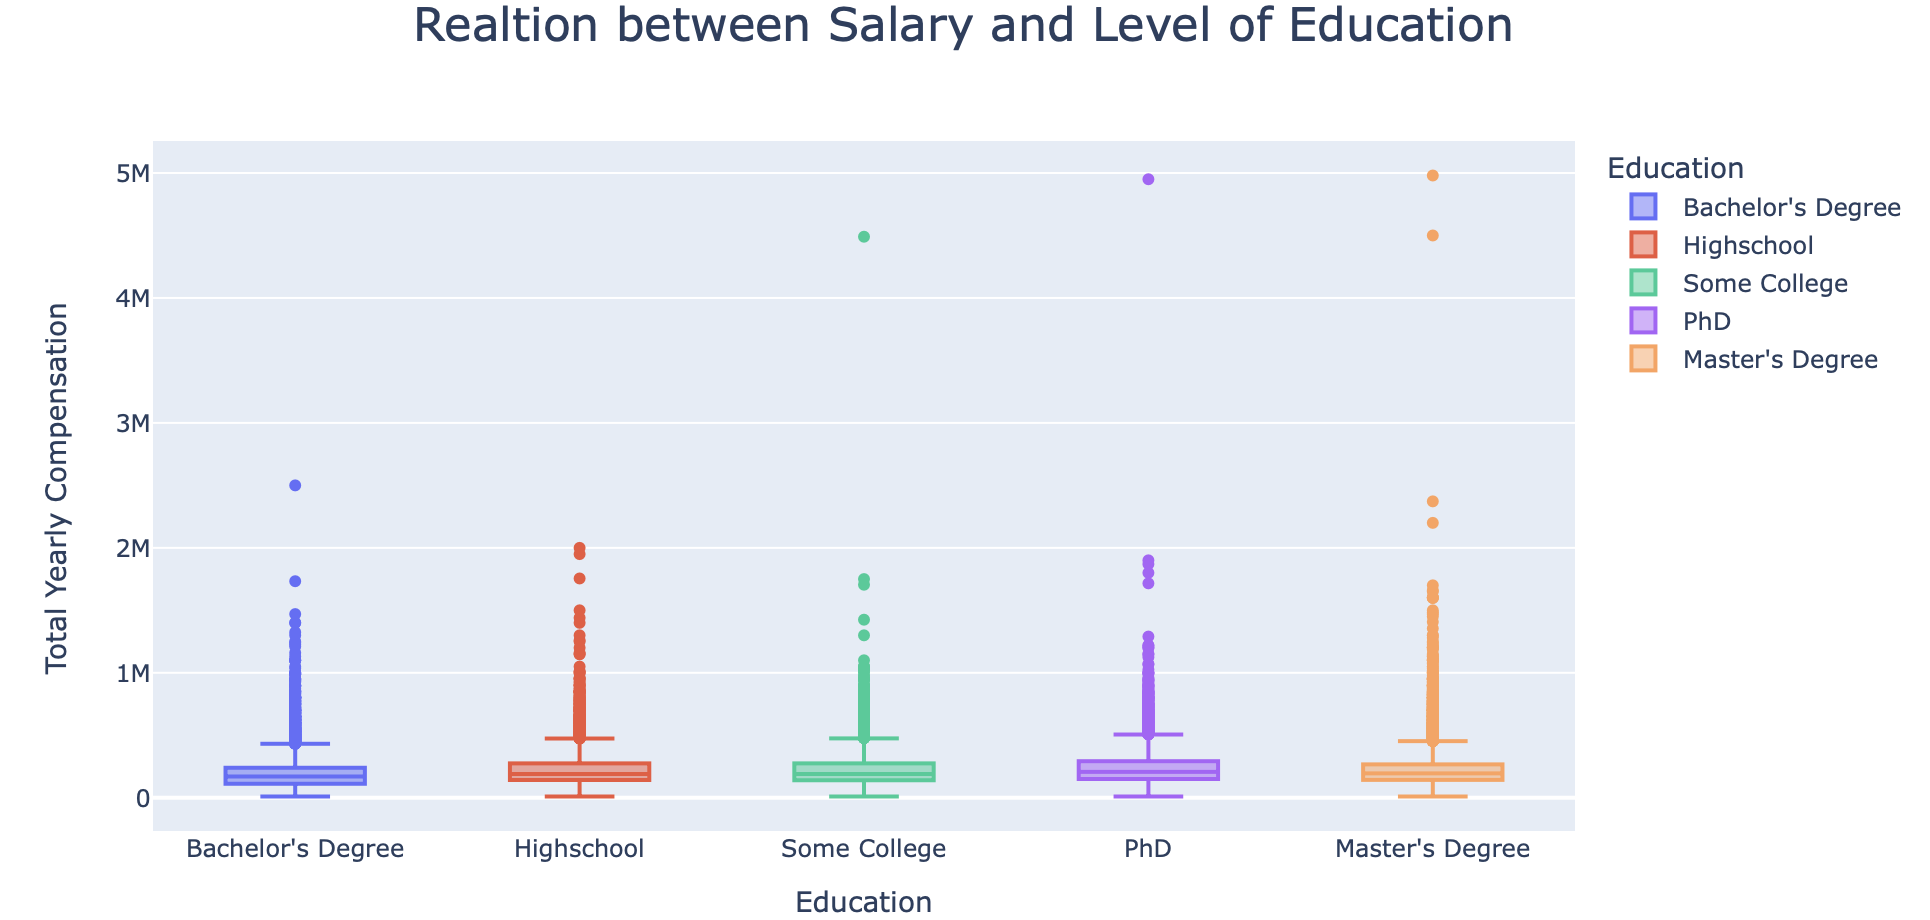 Realtion between Salary and Level of Education
Total Yearly Compensation
5M
4M
3M
2M
1M
0
Bachelor's Degree
Highschool
Some College
PhD
Master's Degree
Education
Education
Bachelor's Degree
Highschool
Some College
PhD
Master's Degree